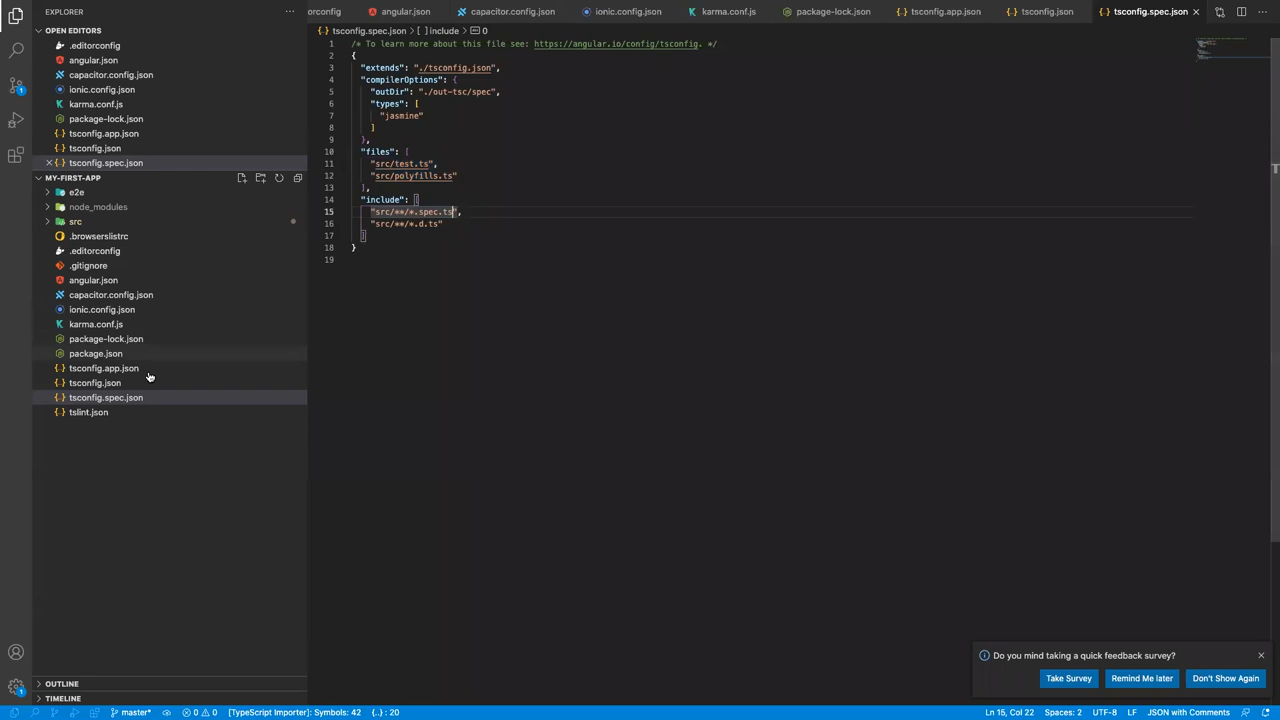 EXPLORER
OPEN EDITORS
.editorconfig
angular.json
capacitor.config.json
ionic.config.json
karma.conf.js
package-lock.json
tsconfig.app.json
tsconfig.json
tsconfig.spec.json
MY-FIRST-APP
e2e
node_modules
src
.browserslistrc
.editorconfig
.gitignore
angular.json
capacitor.config.json
ionic.config.json
karma.conf.js
package-lock.json
package.json
tsconfig.app.json
tsconfig.json
tsconfig.spec.json
tslint.json
OUTLINE
TIMELINE
orconfig angular.json capacitor.config.json ionic.config.json karma.conf.js package-lock.json tsconfig.app.json tsconfig.json tsconfig.spec.json
tsconfig.spec.json > [ ] include > 0
1 /* To learn more about this file see: https://angular.io/config/tsconfig. */
2 {
3 "extends": "./tsconfig.json",
4 "compilerOptions": {
5 "outDir": "./out-tsc/spec",
6 "types": [
7 "jasmine"
8 ]
9 },
10 "files": [
11 "src/test.ts",
12 "src/polyfills.ts"
13 ],
14 "include": [
15 "src/**/*.spec.ts",
16 "src/**/*.d.ts"
17 ]
18 }
19
Do you mind taking a quick feedback survey?
Take Survey Remind Me later Don't Show Again
1
1
master* 0 0 [TypeScript Importer]: Symbols: 42 {..} : 20 Ln 15, Col 22 Spaces: 2 UTF-8 LF JSON with Comments